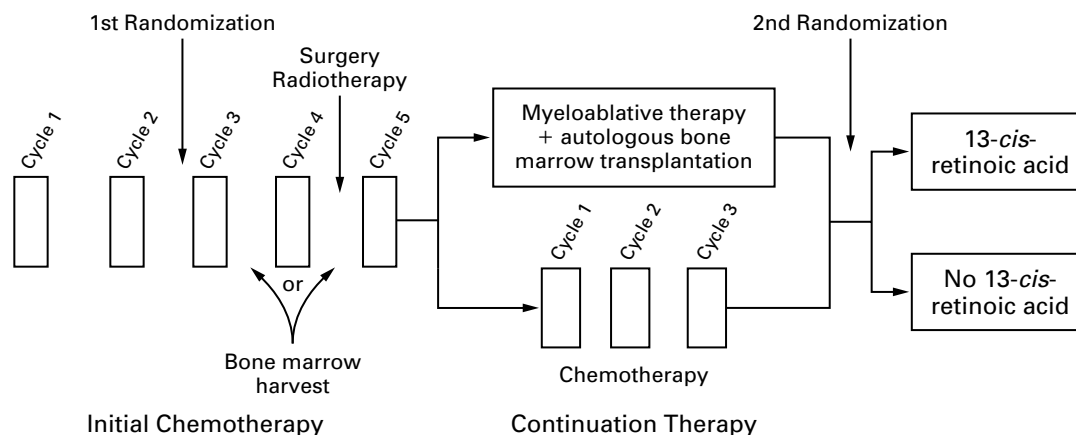 1st Randomization
2nd Randomization
Surgery
Radiotherapy
Cycle 1
Cycle 2
Cycle 3
Cycle 4
Cycle 5
Myeloablative therapy
+ autologous bone
marrow transplantation
13-cis-
retinoic acid
Cycle 1
Cycle 2
Cycle 3
or
No 13-cis-
retinoic acid
Bone marrow
harvest
Chemotherapy
Initial Chemotherapy
Continuation Therapy